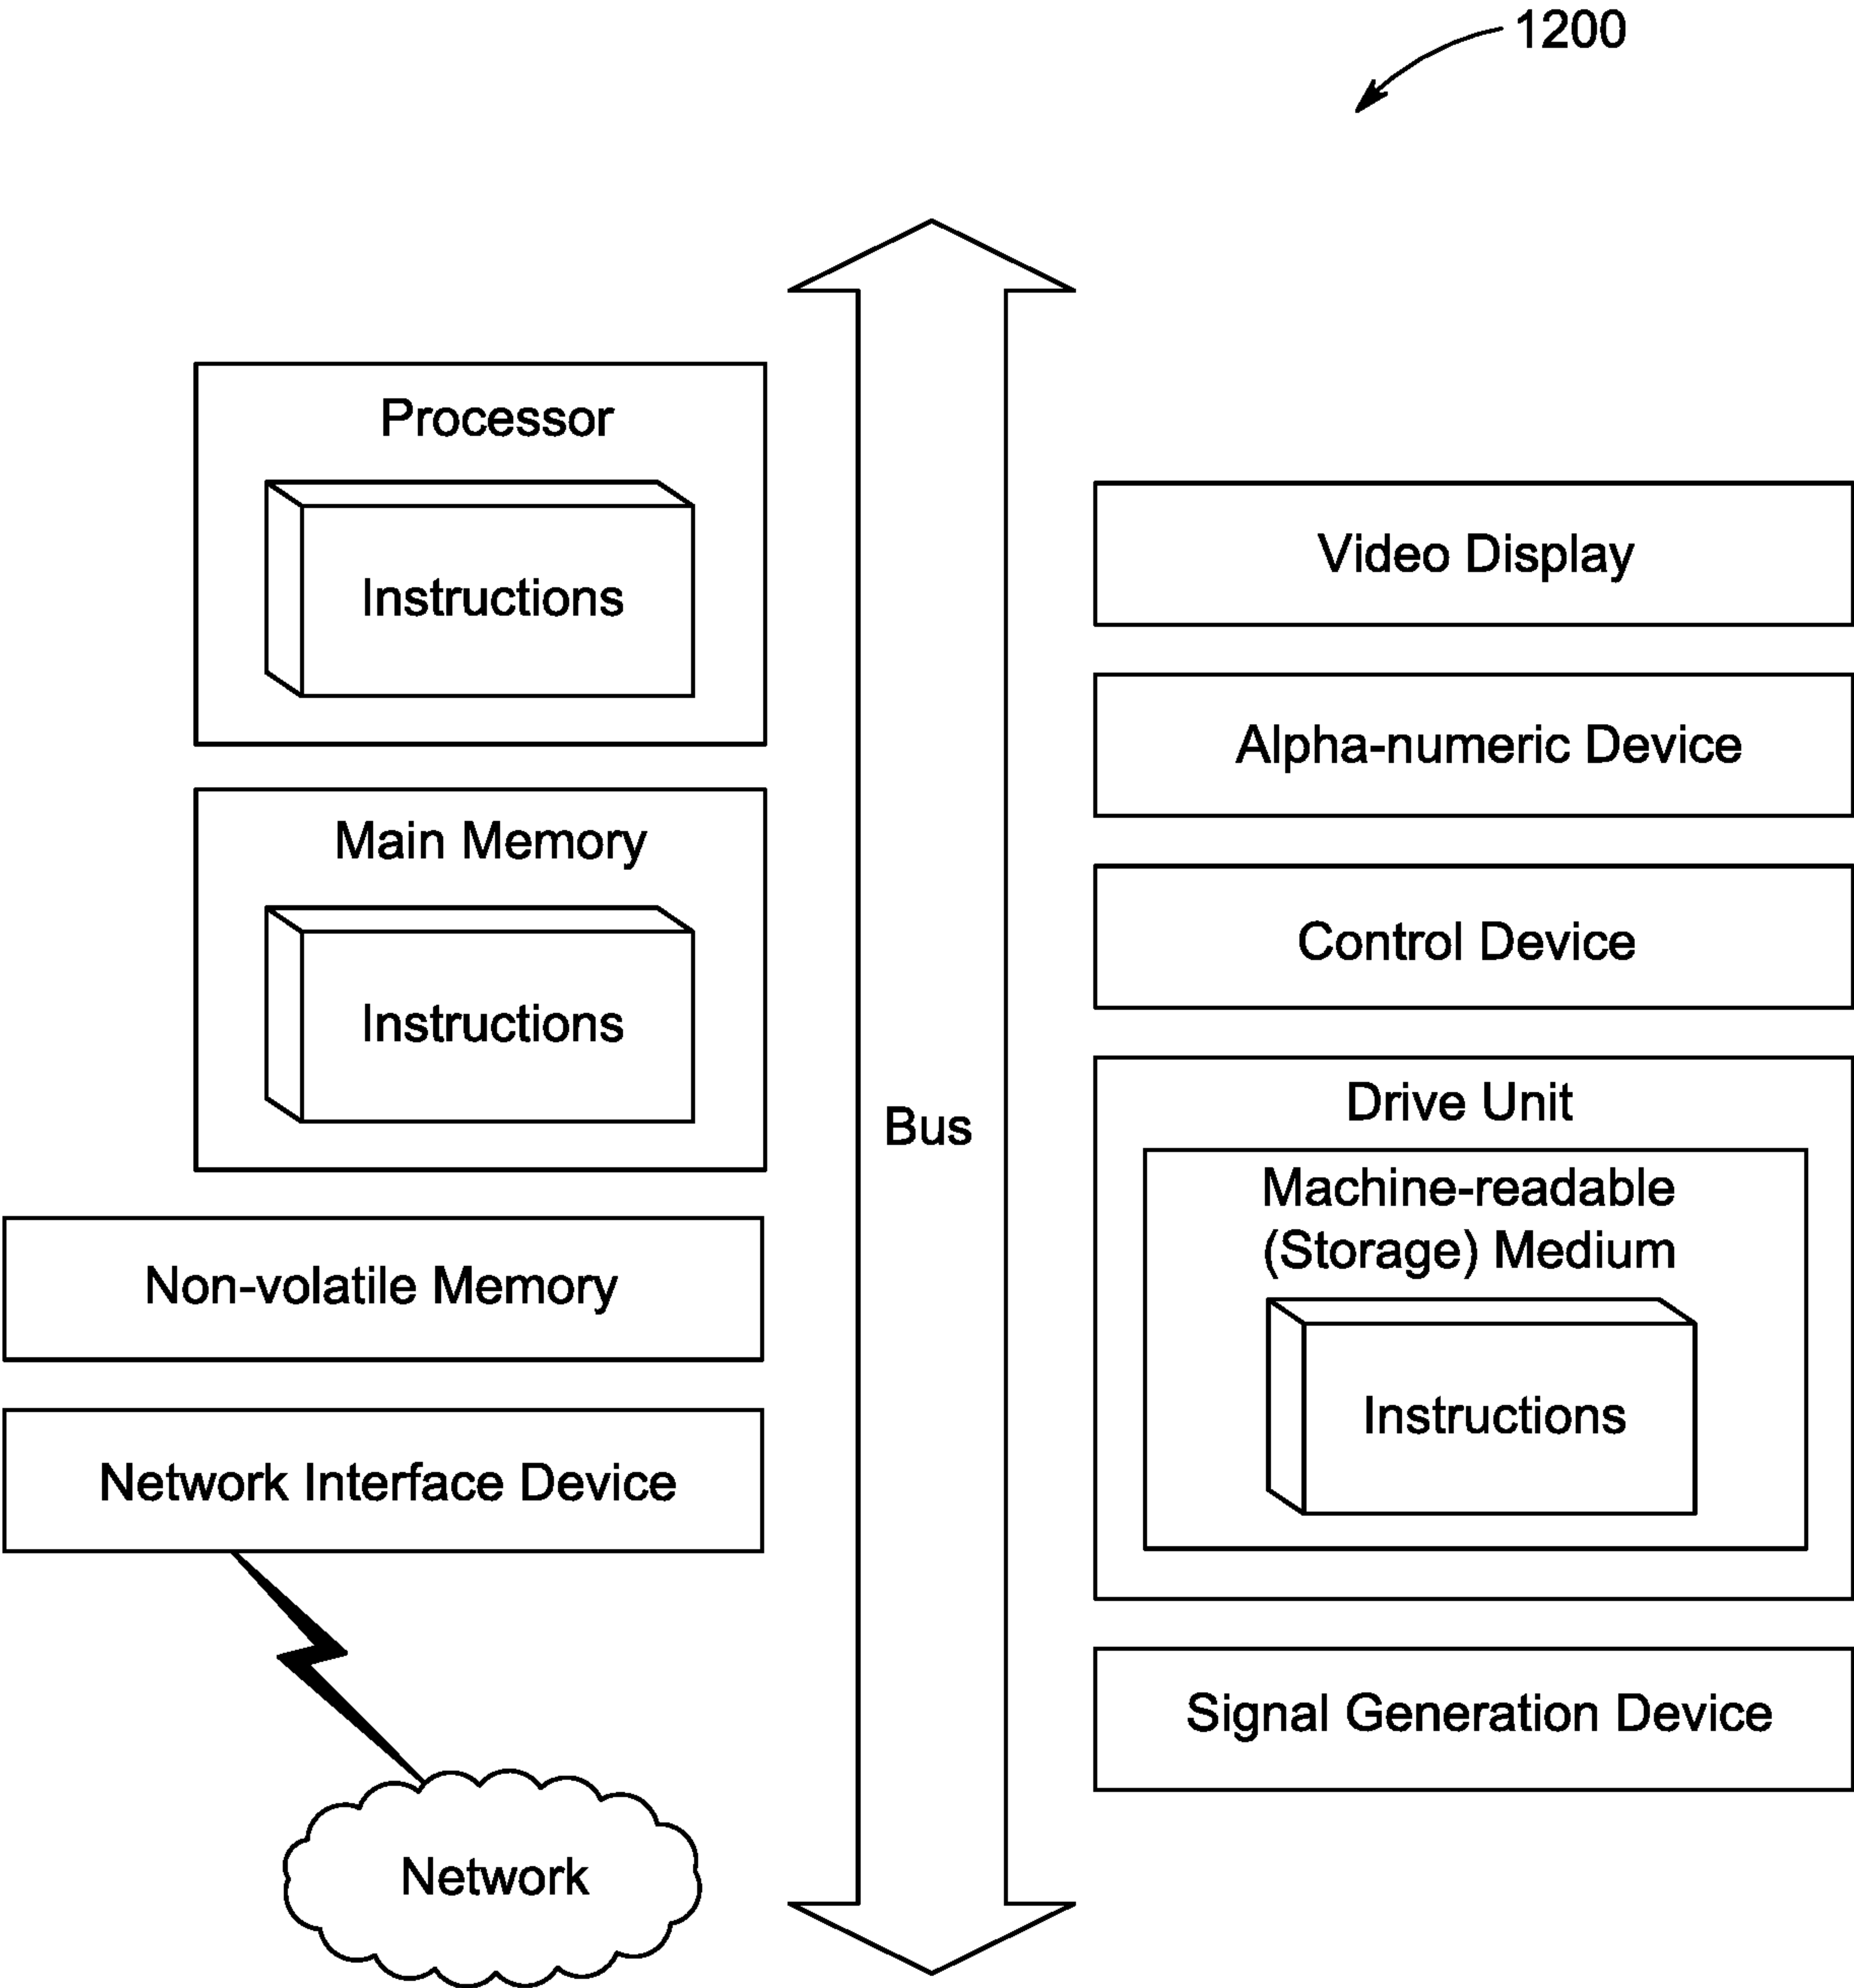 1200
Processor
Instructions
Main Memory
Instructions
Non-volatile Memory
Network Interface Device
Network
Bus
Video Display
Alpha-numeric Device
Control Device
Drive Unit
Machine-readable
(Storage) Medium
Instructions
Signal Generation Device